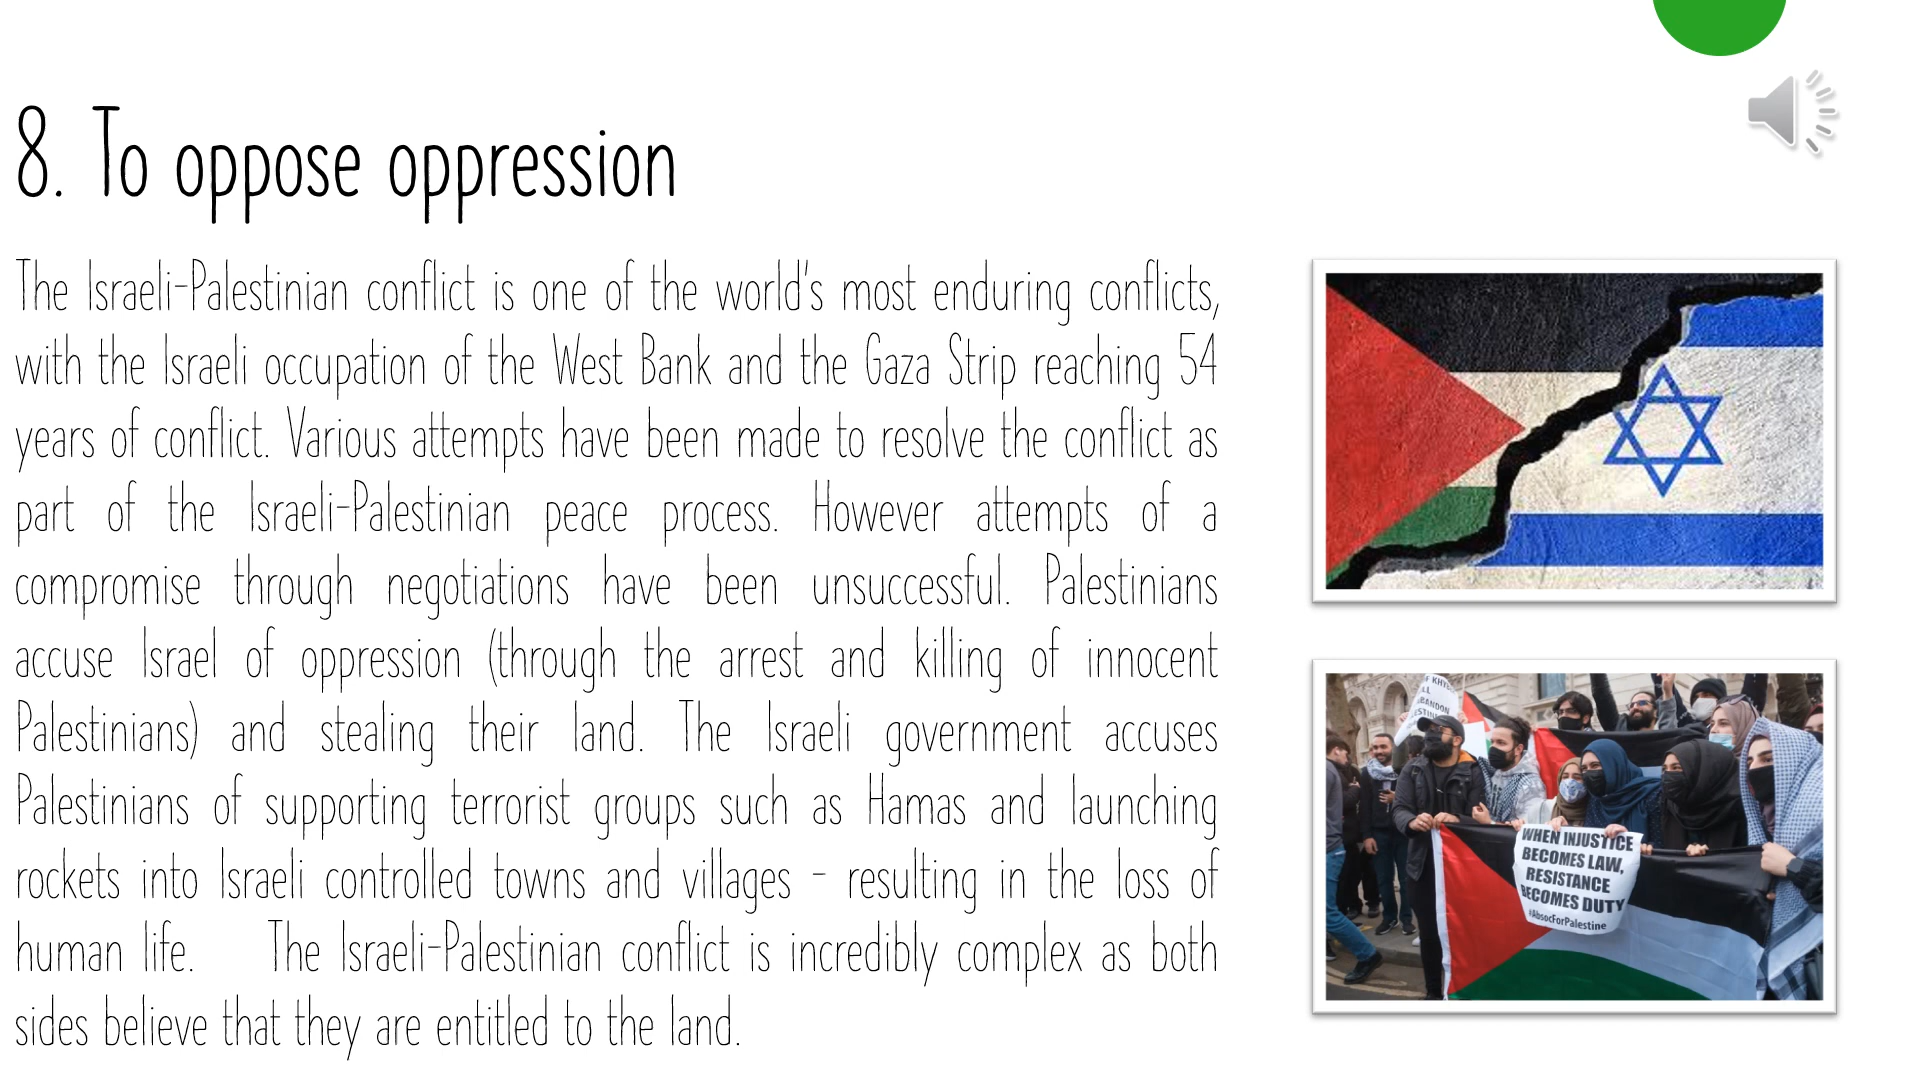 8. To oppose oppression
The Israeli-Palestinian conflict is one of the world's most enduring conflicts,
with the Israeli occupation of the West Bank and the Gaza Strip reaching 54
years of conflict. Various attempts have been made to resolve the conflict as
part of the Israeli-Palestinian peace process. However attempts of a
compromise through negotiations have been unsuccessful. Palestinians
accuse Israel of oppression (through the arrest and killing of innocent
Palestinians) and stealing their land. The Israeli government accuses
Palestinians of supporting terrorist groups such as Hamas and launching
rockets into Israeli controlled towns and villages - resulting in the loss of
human life. The Israeli-Palestinian conflict is incredibly complex as both
sides believe that they are entitled to the land.
WHEN INJUSTICE
BECOMES LAW,
RESISTANCE
BECOMES DUTY
#AbsocForPalestine